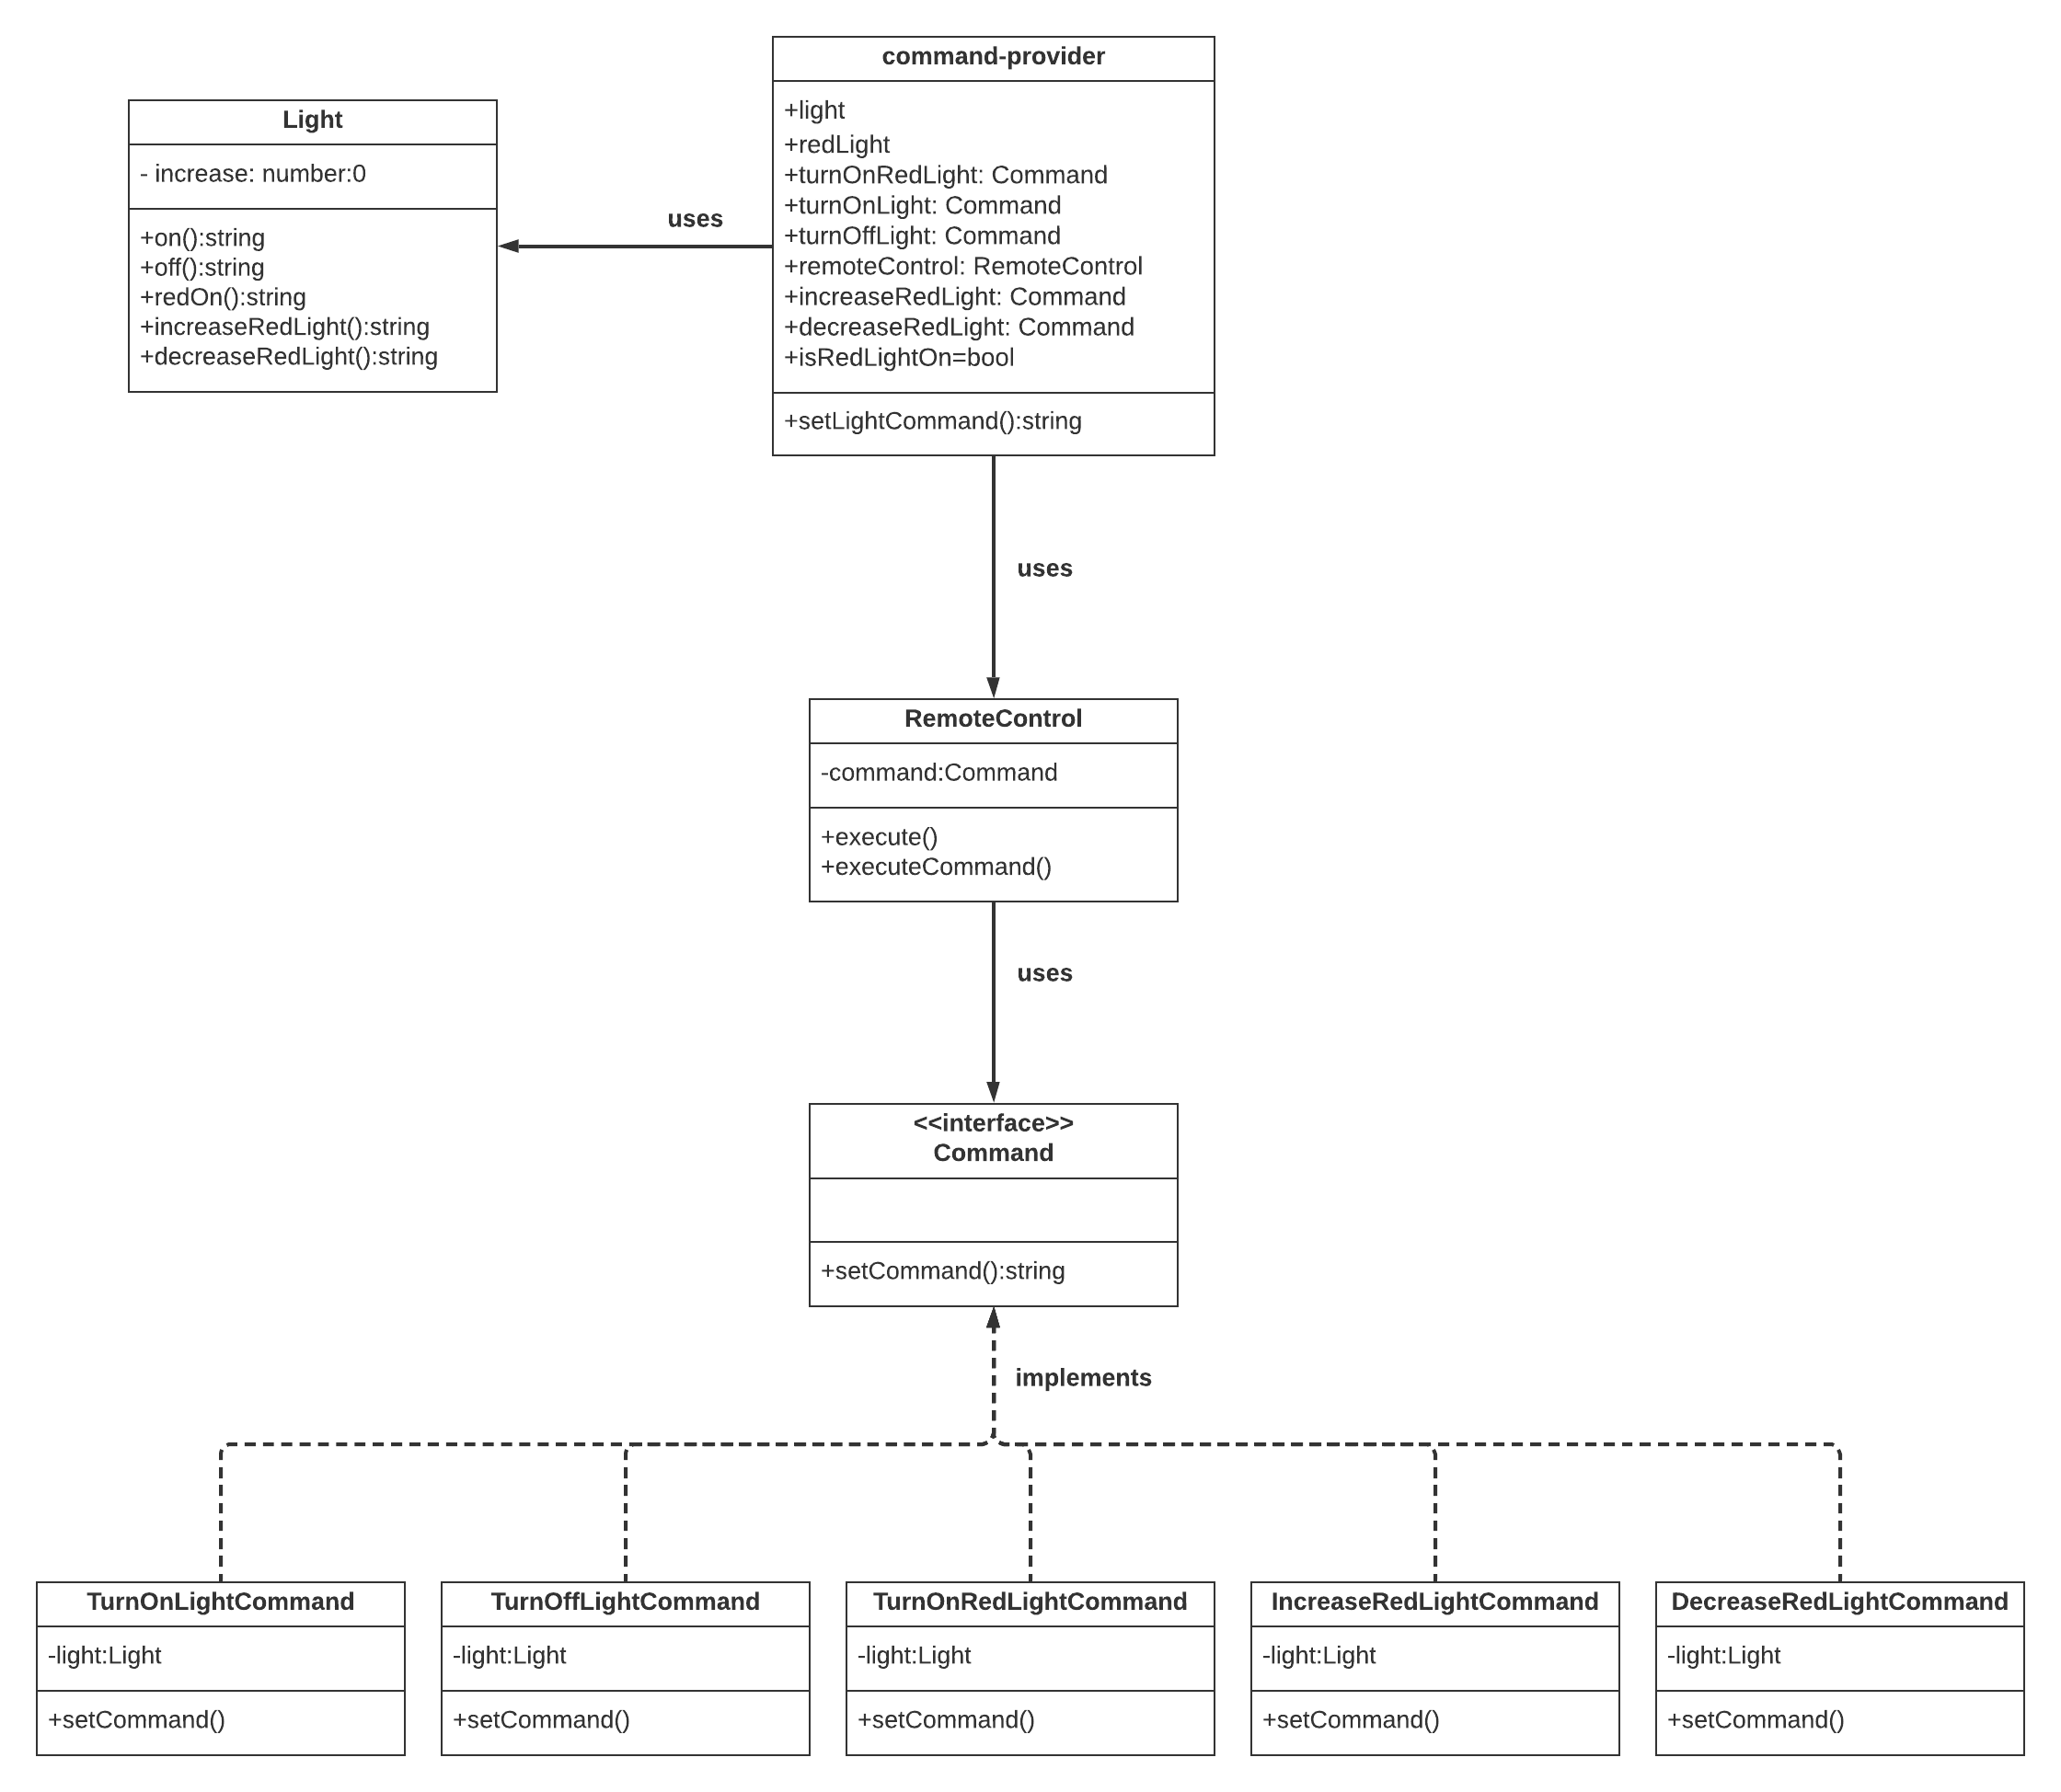 command-provider
+light
+redLight
+turnOnRedLight: Command
+turnOnLight: Command
+turnOffLight: Command
+remoteControl: RemoteControl
+increaseRedLight: Command
+decreaseRedLight: Command
+isRedLightOn=bool
+setLightCommand():string
Light
- increase: number:0
+on():string
+off():string
+redOn():string
+increaseRedLight():string
+decreaseRedLight():string
uses
uses
RemoteControl
-command:Command
+execute()
+executeCommand()
uses
<<interface>>
Command
+setCommand():string
implements
TurnOnLightCommand
-light:Light
+setCommand()
TurnOffLightCommand
-light:Light
+setCommand()
TurnOnRedLightCommand
-light:Light
+setCommand()
IncreaseRedLightCommand
-light:Light
+setCommand()
DecreaseRedLightCommand
-light:Light
+setCommand()